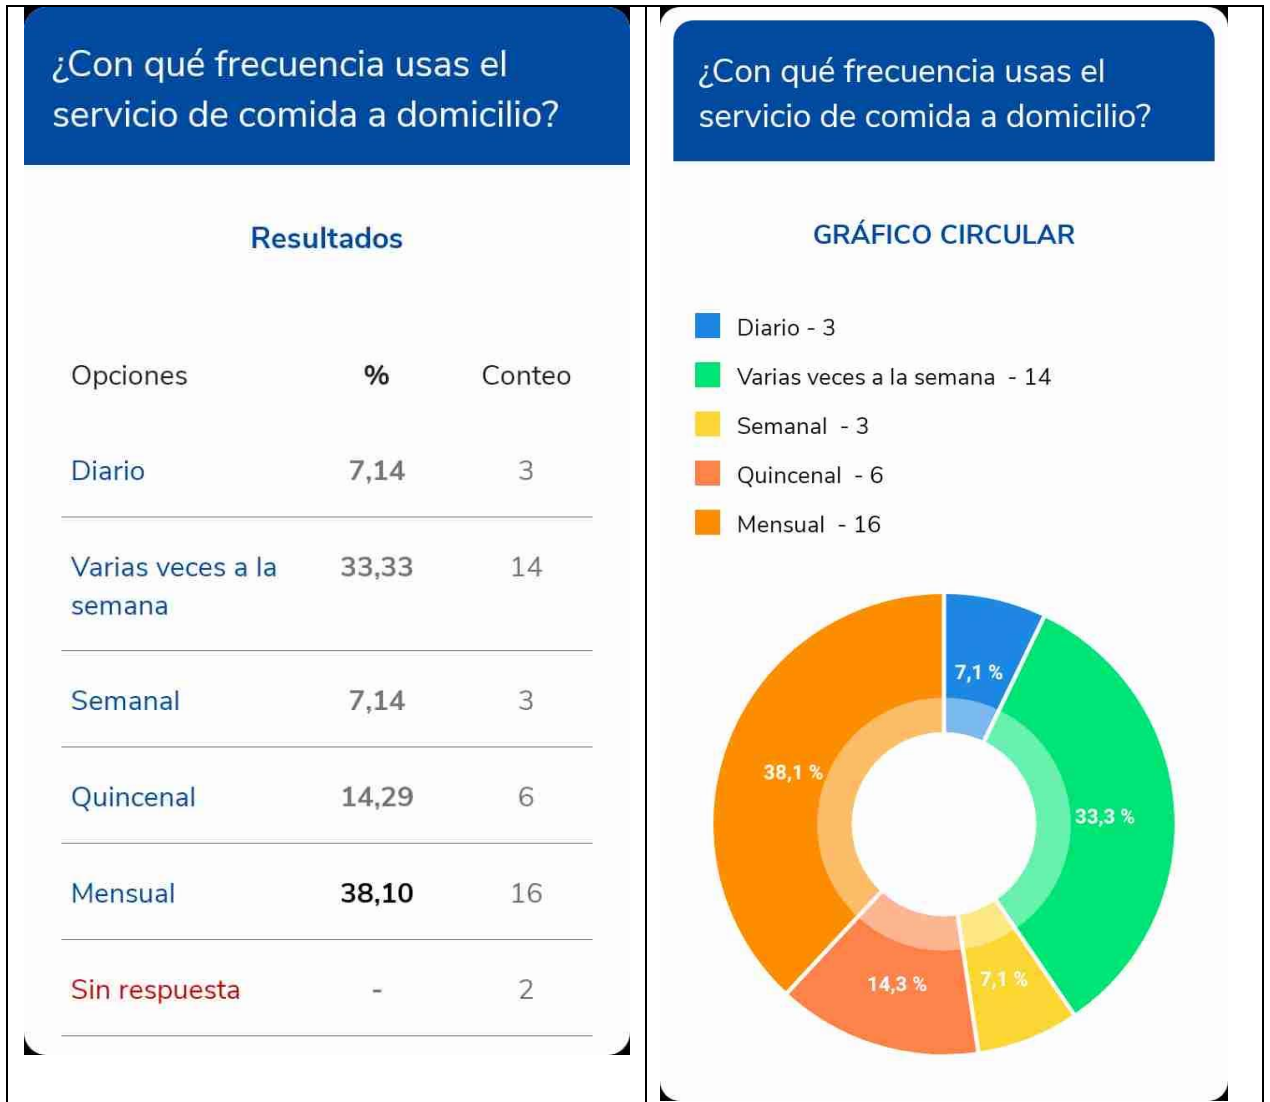 ¿Con qué frecuencia usas el
servicio de comida a domicilio?
Resultados
Opciones % Conteo
Diario 7,14 3
Varias veces a la 33,33 14
semana
Semanal 7,14 3
Quincenal 14,29 6
Mensual 38,10 16
Sin respuesta - 2
¿Con qué frecuencia usas el
servicio de comida a domicilio?
GRÁFICO CIRCULAR
Diario - 3
Varias veces a la semana - 14
Semanal - 3
Quincenal - 6
Mensual - 16
7,1 %
38,1 %
33,3 %
14,3 %
7,1 %